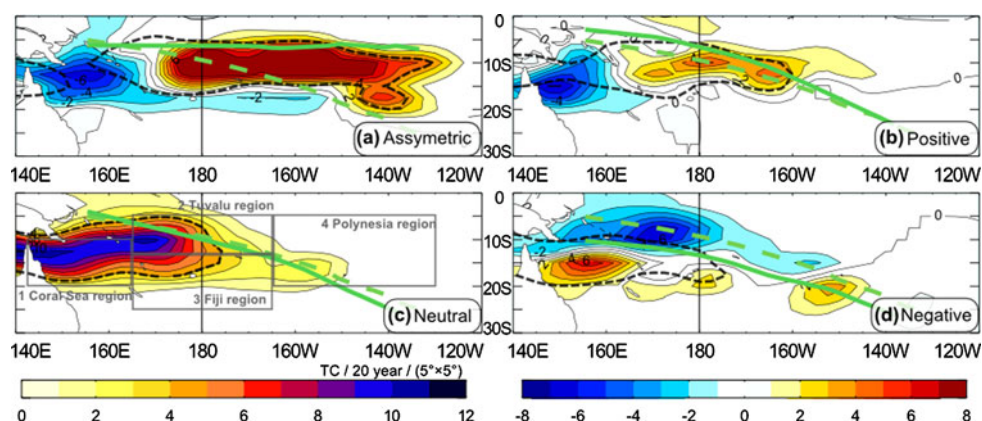 0
10S
20S
30S
(a) Assymetric
(b) Positive
140E 160E 180 160W 140W 120W
140E 160E 180 160W 140W 120W
0
10S
20S
30S
2 Tuvalu region
4 Polynesia region
1 Coral Sea region
3 Fiji region
(c) Neutral
(d) Negative
140E 160E 180 160W 140W 120W
140E 160E 180 160W 140W 120W
TC / 20 year / (5°×5°)
0 2 4 6 8 10 12
-8 -6 -4 -2 0 2 4 6 8